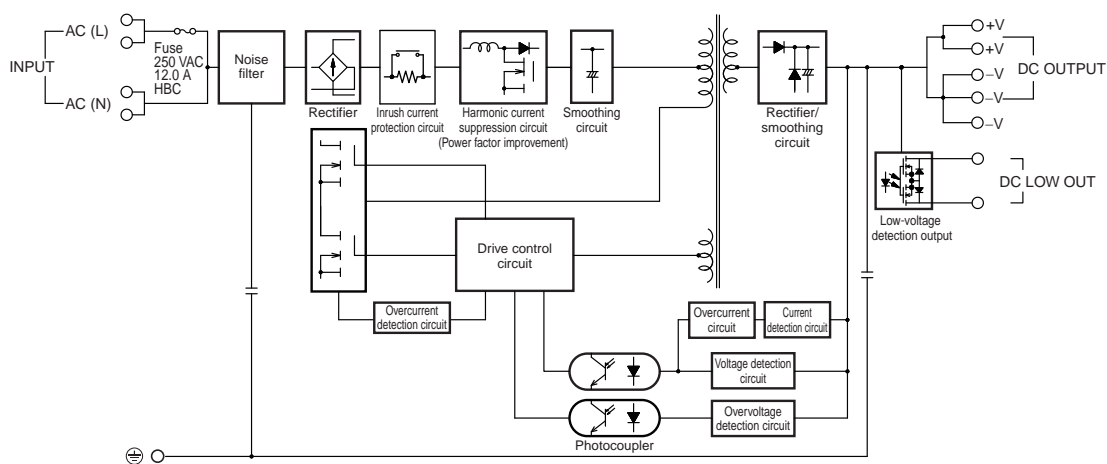 INPUT
AC (L)
Fuse
250 VAC
12.0 A
HBC
AC (N)
Noise
filter
Rectifier
Inrush current
protection circuit
Harmonic current
suppression circuit
(Power factor improvement)
Smoothing
circuit
Rectifier/
smoothing
circuit
+V
+V
−V
−V
−V
DC OUTPUT
DC LOW OUT
Low-voltage
detection output
Drive control
circuit
Overcurrent
detection circuit
Overcurrent
circuit
Current
detection circuit
Voltage detection
circuit
Overvoltage
detection circuit
Photocoupler